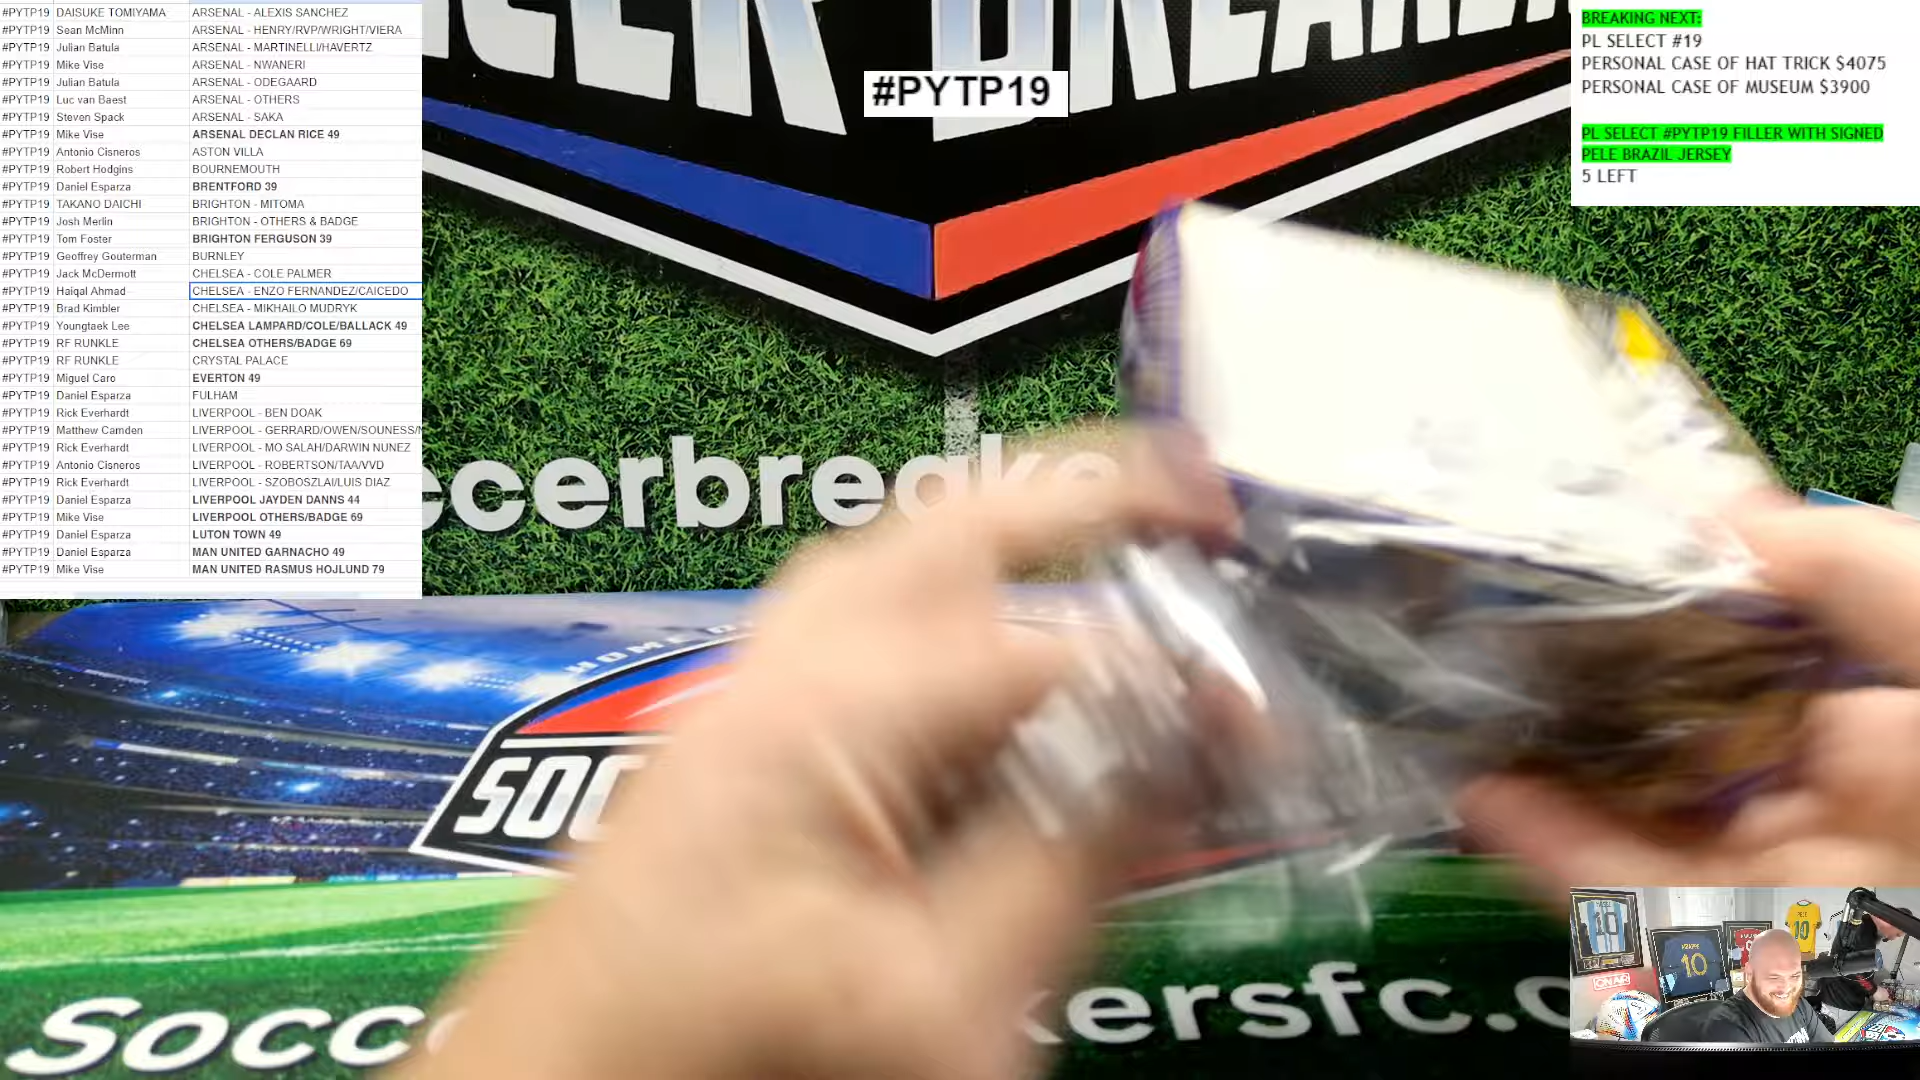 #PYTP19 DAISUKE TOMIYAMA ARSENAL - ALEXIS SANCHEZ
#PYTP19 Sean McMinn ARSENAL - HENRY/RVP/WRIGHT/VIERA
#PYTP19 Julian Batula ARSENAL - MARTINELLI/HAVERTZ
#PYTP19 Mike Vise ARSENAL - NWANERI
#PYTP19 Julian Batula ARSENAL - ODEGAARD
#PYTP19 Luc van Baest ARSENAL - OTHERS
#PYTP19 Steven Spack ARSENAL - SAKA
#PYTP19 Mike Vise ARSENAL DECLAN RICE 49
#PYTP19 Antonio Cisneros ASTON VILLA
#PYTP19 Robert Hodgins BOURNEMOUTH
#PYTP19 Daniel Esparza BRENTFORD 39
#PYTP19 TAKANO DAICHI BRIGHTON - MITOMA
#PYTP19 Josh Merlin BRIGHTON - OTHERS & BADGE
#PYTP19 Tom Foster BRIGHTON FERGUSON 39
#PYTP19 Geoffrey Gouterman BURNLEY
#PYTP19 Jack McDermott CHELSEA - COLE PALMER
#PYTP19 Haiqal Ahmad CHELSEA - ENZO FERNANDEZ/CAICEDO
#PYTP19 Brad Kimbler CHELSEA - MIKHAILO MUDRYK
#PYTP19 Youngtaek Lee CHELSEA LAMPARD/COLE/BALLACK 49
#PYTP19 RF RUNKLE CHELSEA OTHERS/BADGE 69
#PYTP19 RF RUNKLE CRYSTAL PALACE
#PYTP19 Miguel Caro EVERTON 49
#PYTP19 Daniel Esparza FULHAM
#PYTP19 Rick Everhardt LIVERPOOL - BEN DOAK
#PYTP19 Matthew Camden LIVERPOOL - GERRARD/OWEN/SOUNESS/
#PYTP19 Rick Everhardt LIVERPOOL - MO SALAH/DARWIN NUNEZ
#PYTP19 Antonio Cisneros LIVERPOOL - ROBERTSON/TAA/VVD
#PYTP19 Rick Everhardt LIVERPOOL - SZOBOSZLAI/LUIS DIAZ
#PYTP19 Daniel Esparza LIVERPOOL JAYDEN DANNS 44
#PYTP19 Mike Vise LIVERPOOL OTHERS/BADGE 69
#PYTP19 Daniel Esparza LUTON TOWN 49
#PYTP19 Daniel Esparza MAN UNITED GARNACHO 49
#PYTP19 Mike Vise MAN UNITED RASMUS HOJLUND 79
CER BREAKE
#PYTP19
BREAKING NEXT:
PL SELECT #19
PERSONAL CASE OF HAT TRICK $4075
PERSONAL CASE OF MUSEUM $3900
PL SELECT #PYTP19 FILLER WITH SIGNED
PELE BRAZIL JERSEY
5 LEFT
ccerbreake
HOME
SOC
Socc
kersfc.c
10
10
10
ON AIR